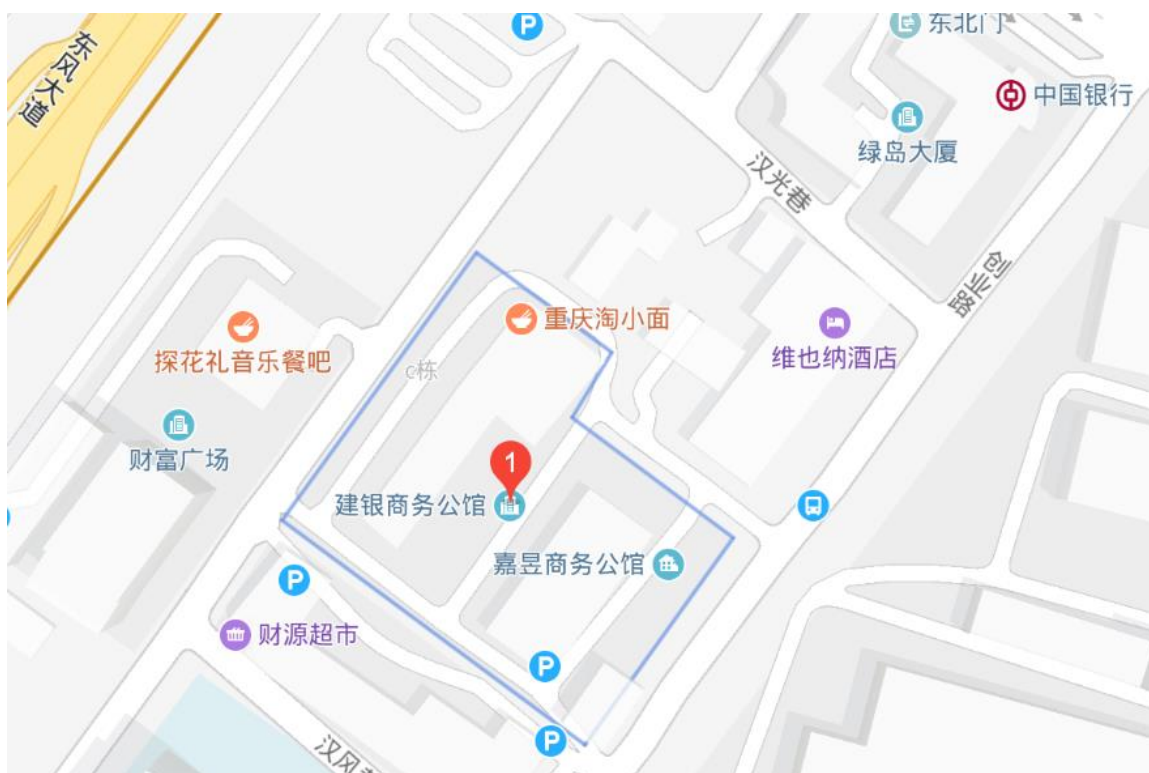 东北门
P
东风大道
中国银行
绿岛大厦
汉光巷
创业路
重庆淘小面
探花礼音乐餐吧
维也纳酒店
c栋
财富广场
1
建银商务公馆
嘉昱商务公馆
P
财源超市
P
P
汉风